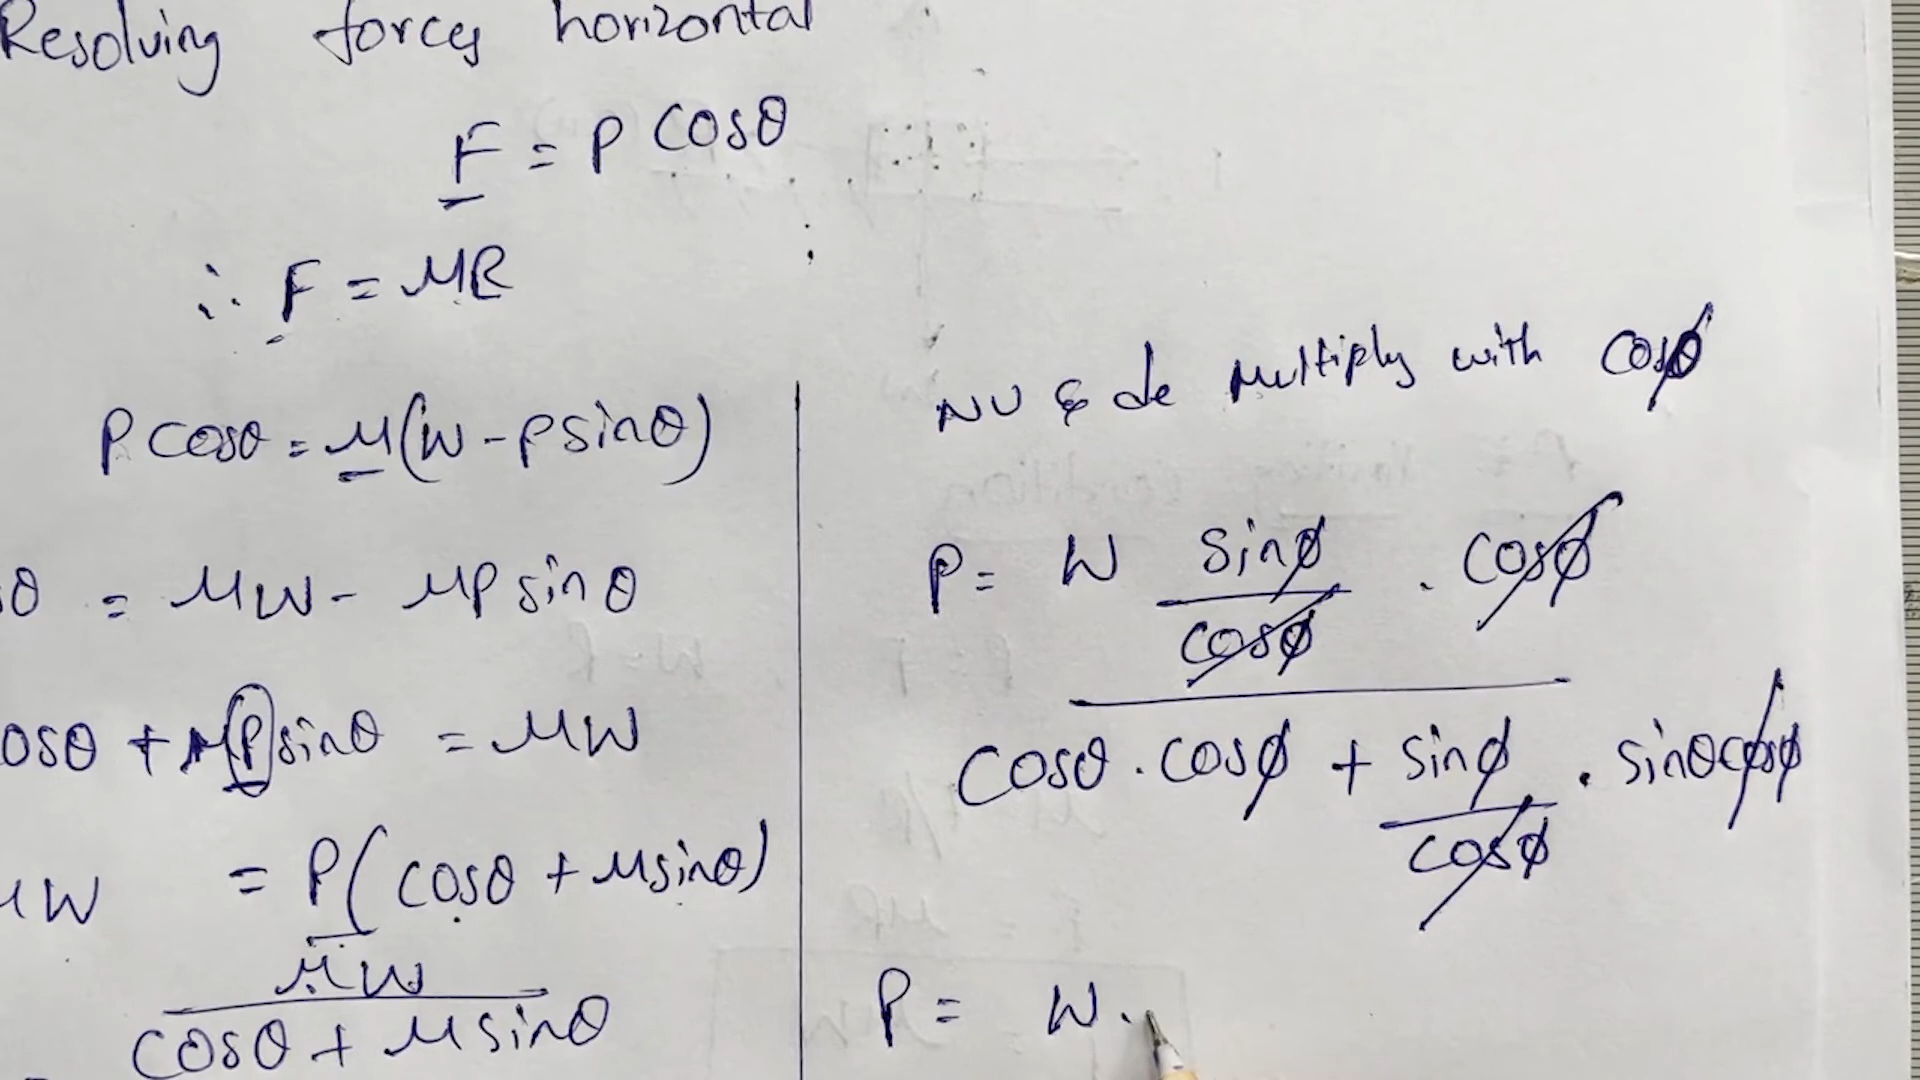 Resolving forces horizontal
F = P cosθ
∴ F = μR
P cosθ = μ(W - P sinθ)
sθ = μW - μP sinθ
osθ + μP sinθ = μW
μW = P(cosθ + μ sinθ)
μW
cosθ + μ sinθ
NU & de Multiply with cosϕ
P = W sinϕ . cosϕ
cosϕ
cosθ . cosϕ + sinϕ . sinθ cosϕ
cosϕ
P = W .